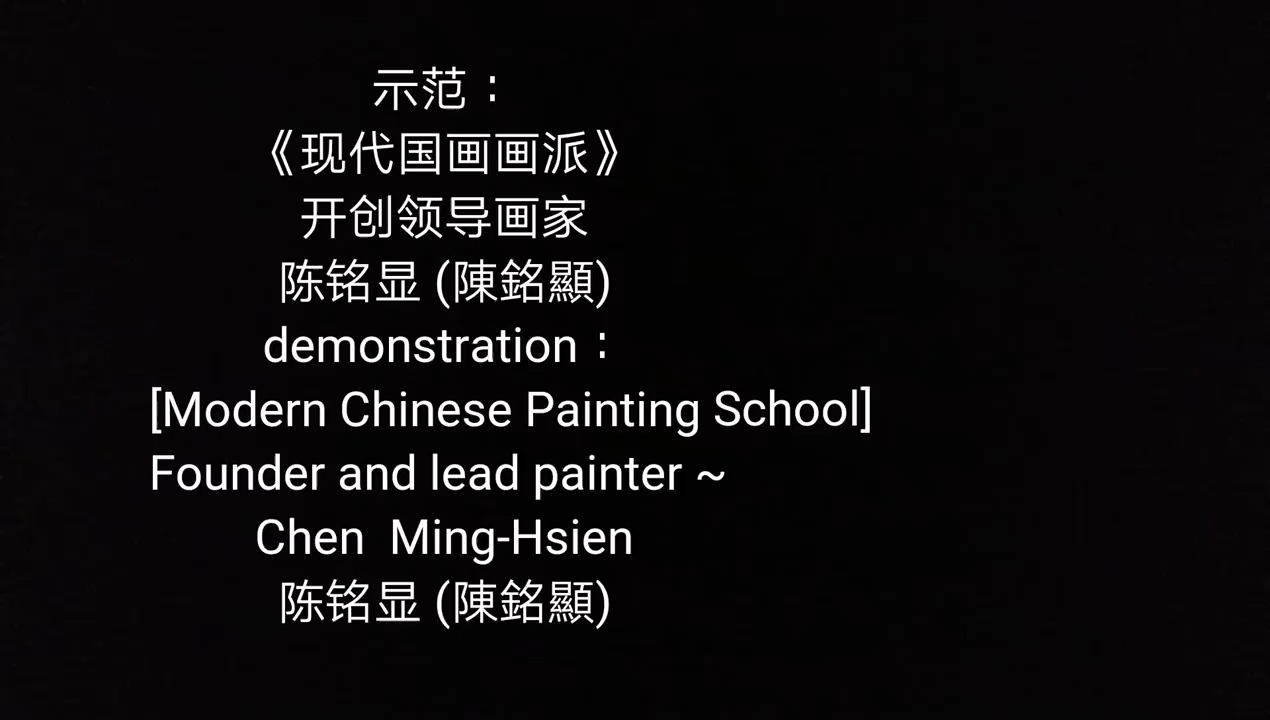 示范：
《现代国画画派》
开创领导画家
陈铭显 (陳銘顯)
demonstration：
[Modern Chinese Painting School]
Founder and lead painter ~
Chen  Ming-Hsien
陈铭显 (陳銘顯)